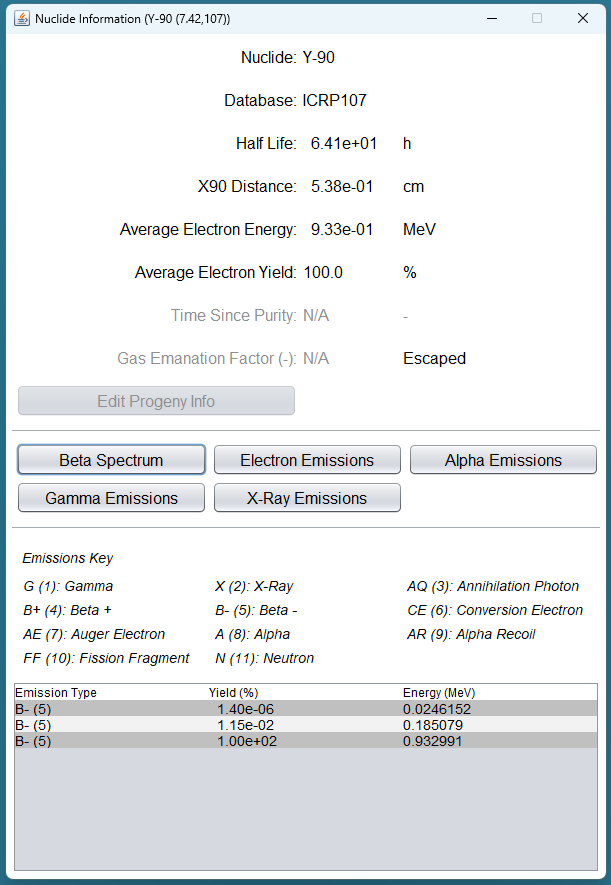 Nuclide Information (Y-90 (7.42,107))
Nuclide: Y-90
Database: ICRP107
Half Life: 6.41e+01 h
X90 Distance: 5.38e-01 cm
Average Electron Energy: 9.33e-01 MeV
Average Electron Yield: 100.0 %
Time Since Purity: N/A -
Gas Emanation Factor (-): N/A Escaped
Edit Progeny Info
Beta Spectrum Electron Emissions Alpha Emissions
Gamma Emissions X-Ray Emissions
Emissions Key
G (1): Gamma X (2): X-Ray AQ (3): Annihilation Photon
B+ (4): Beta + B- (5): Beta - CE (6): Conversion Electron
AE (7): Auger Electron A (8): Alpha AR (9): Alpha Recoil
FF (10): Fission Fragment N (11): Neutron
Emission Type Yield (%) Energy (MeV)
B- (5) 1.40e-06 0.0246152
B- (5) 1.15e-02 0.185079
B- (5) 1.00e+02 0.932991